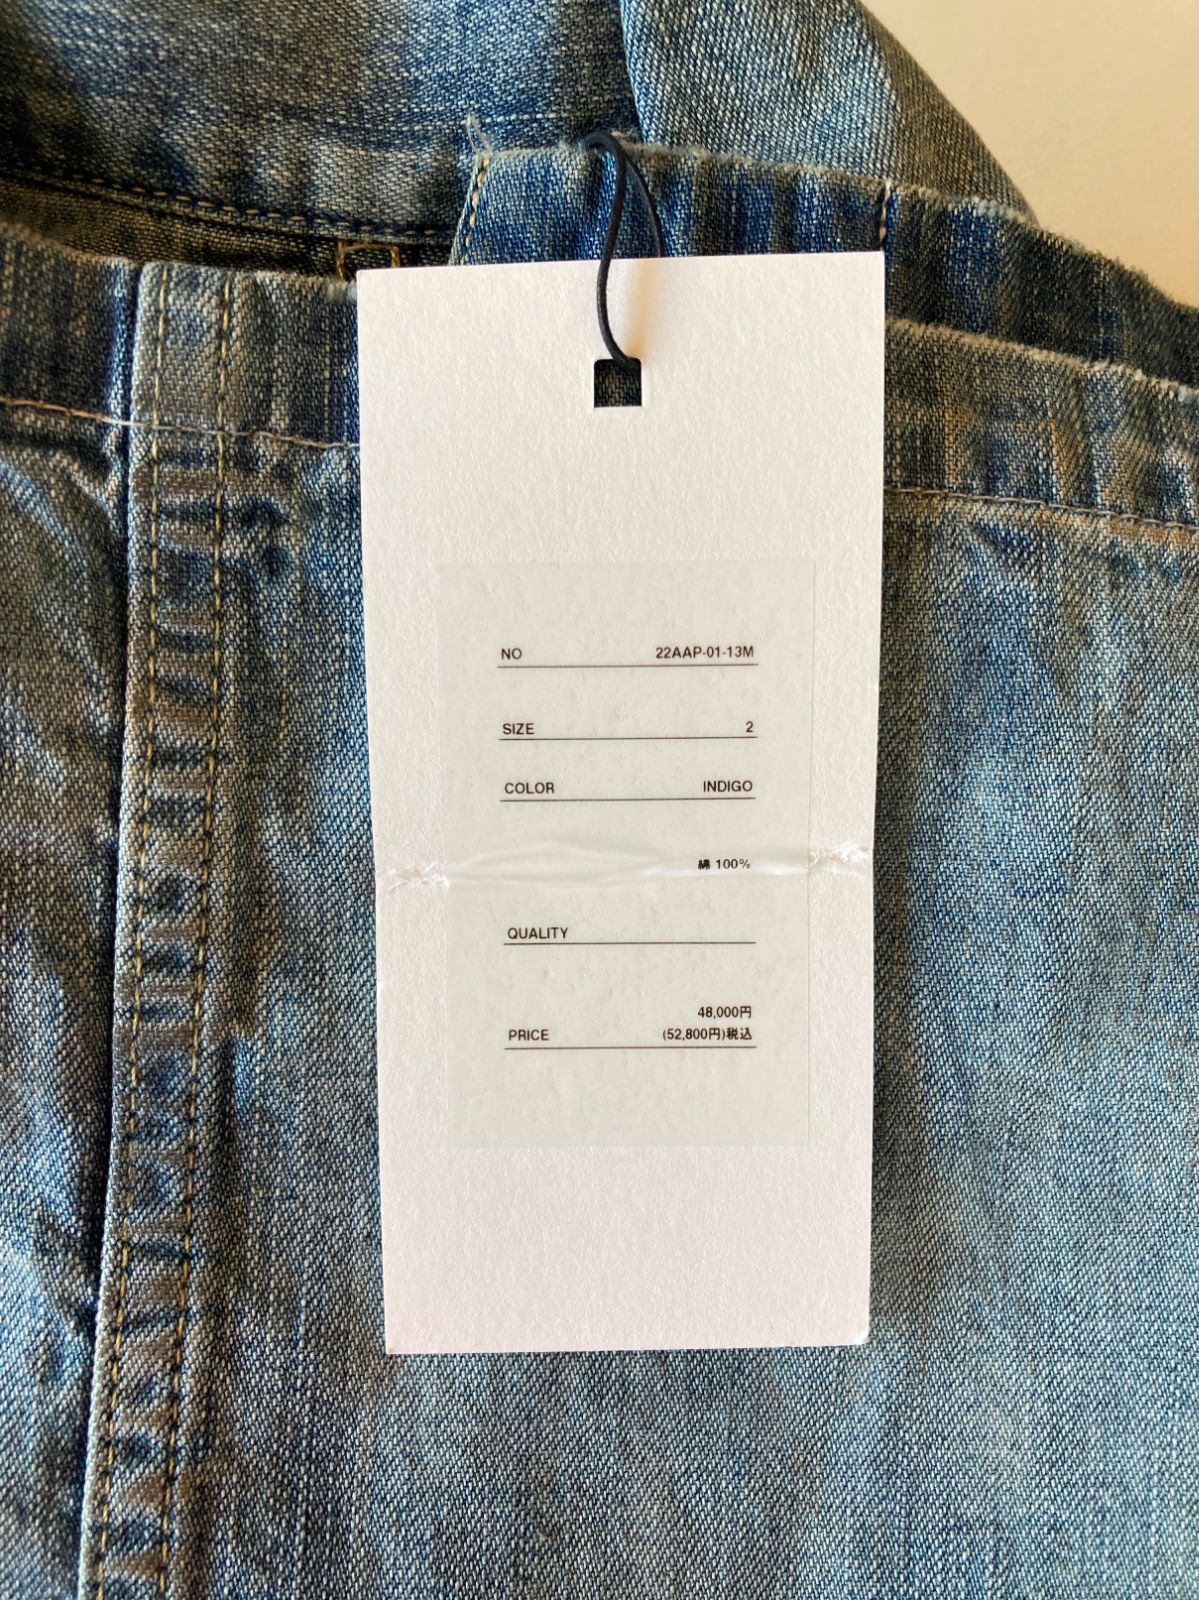 NO 22AAP-01-13M
SIZE 2
COLOR INDIGO
綿 100%
QUALITY
48,000円
PRICE (52,800円)税込